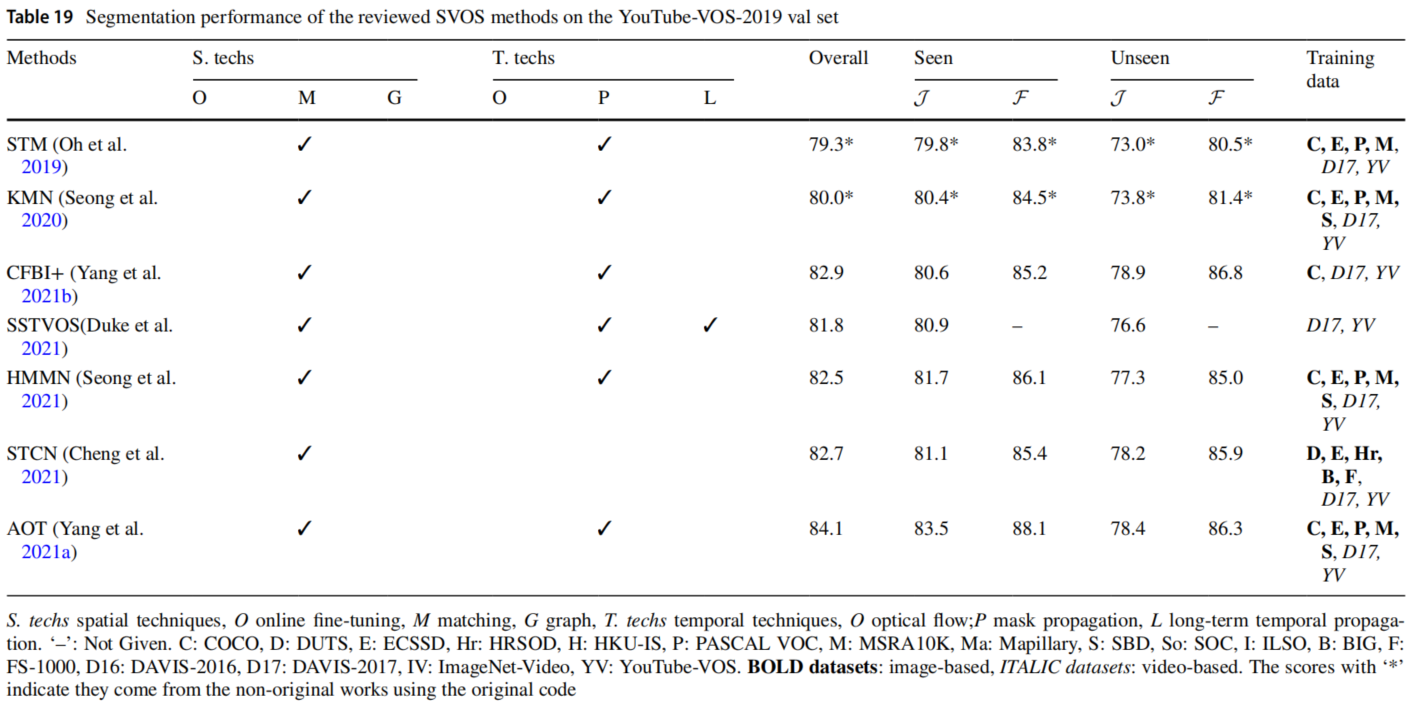 Table 19 Segmentation performance of the reviewed SVOS methods on the YouTube-VOS-2019 val set
Methods S. techs T. techs Overall Seen Unseen Training
data
O M G O P L 𝒥 ℱ 𝒥 ℱ
STM (Oh et al. ✓ ✓ 79.3* 79.8* 83.8* 73.0* 80.5* C, E, P, M,
2019) D17, YV
KMN (Seong et al. ✓ ✓ 80.0* 80.4* 84.5* 73.8* 81.4* C, E, P, M,
2020) S, D17,
YV
CFBI+ (Yang et al. ✓ ✓ 82.9 80.6 85.2 78.9 86.8 C, D17, YV
2021b)
SSTVOS(Duke et al. ✓ ✓ ✓ 81.8 80.9 – 76.6 – D17, YV
2021)
HMMN (Seong et al. ✓ ✓ 82.5 81.7 86.1 77.3 85.0 C, E, P, M,
2021) S, D17,
YV
STCN (Cheng et al. ✓ 82.7 81.1 85.4 78.2 85.9 D, E, Hr,
2021) B, F,
D17, YV
AOT (Yang et al. ✓ ✓ 84.1 83.5 88.1 78.4 86.3 C, E, P, M,
2021a) S, D17,
YV
S. techs spatial techniques, O online fine-tuning, M matching, G graph, T. techs temporal techniques, O optical flow;P mask propagation, L long-term temporal propaga-
tion. ‘–’: Not Given. C: COCO, D: DUTS, E: ECSSD, Hr: HRSOD, H: HKU-IS, P: PASCAL VOC, M: MSRA10K, Ma: Mapillary, S: SBD, So: SOC, I: ILSO, B: BIG, F:
FS-1000, D16: DAVIS-2016, D17: DAVIS-2017, IV: ImageNet-Video, YV: YouTube-VOS. BOLD datasets: image-based, ITALIC datasets: video-based. The scores with ‘*’
indicate they come from the non-original works using the original code